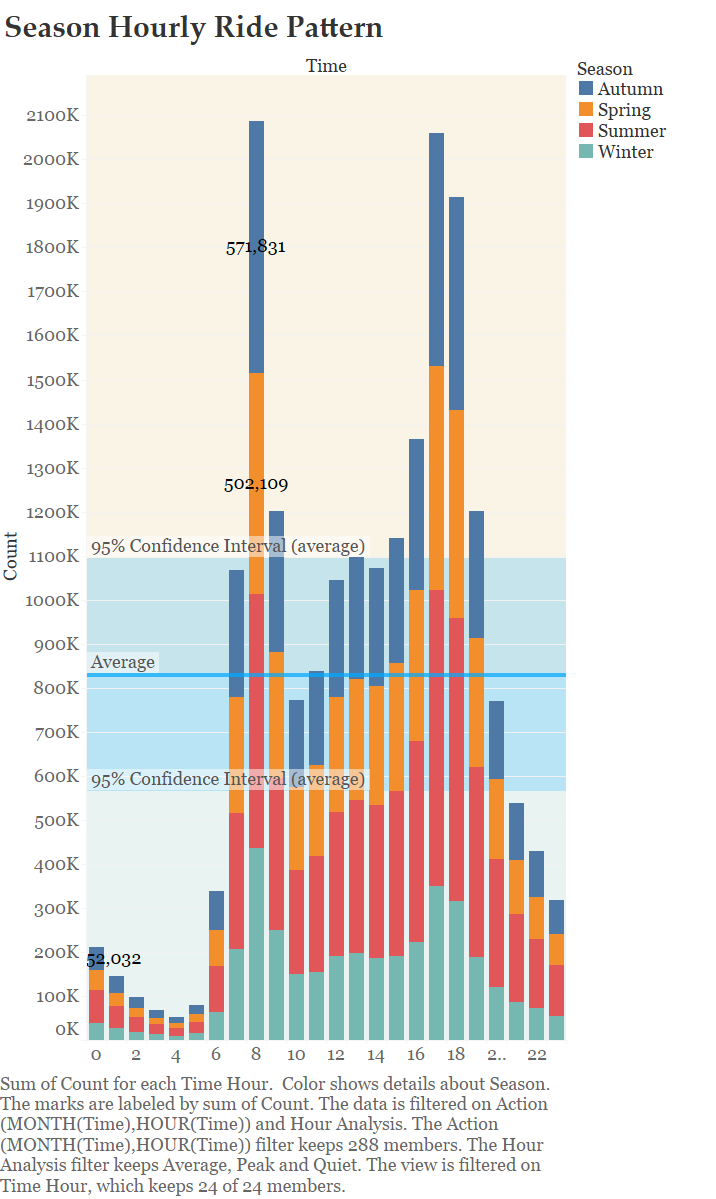 Season Hourly Ride Pattern
Time
Season
Autumn
Spring
Summer
Winter
Count
2100K
2000K
1900K
1800K
1700K
1600K
1500K
1400K
1300K
1200K
1100K
1000K
900K
800K
700K
600K
500K
400K
300K
200K
100K
0K
571,831
502,109
95% Confidence Interval (average)
Average
95% Confidence Interval (average)
52,032
0 2 4 6 8 10 12 14 16 18 2.. 22
Sum of Count for each Time Hour. Color shows details about Season.
The marks are labeled by sum of Count. The data is filtered on Action
(MONTH(Time),HOUR(Time)) and Hour Analysis. The Action
(MONTH(Time),HOUR(Time)) filter keeps 288 members. The Hour
Analysis filter keeps Average, Peak and Quiet. The view is filtered on
Time Hour, which keeps 24 of 24 members.